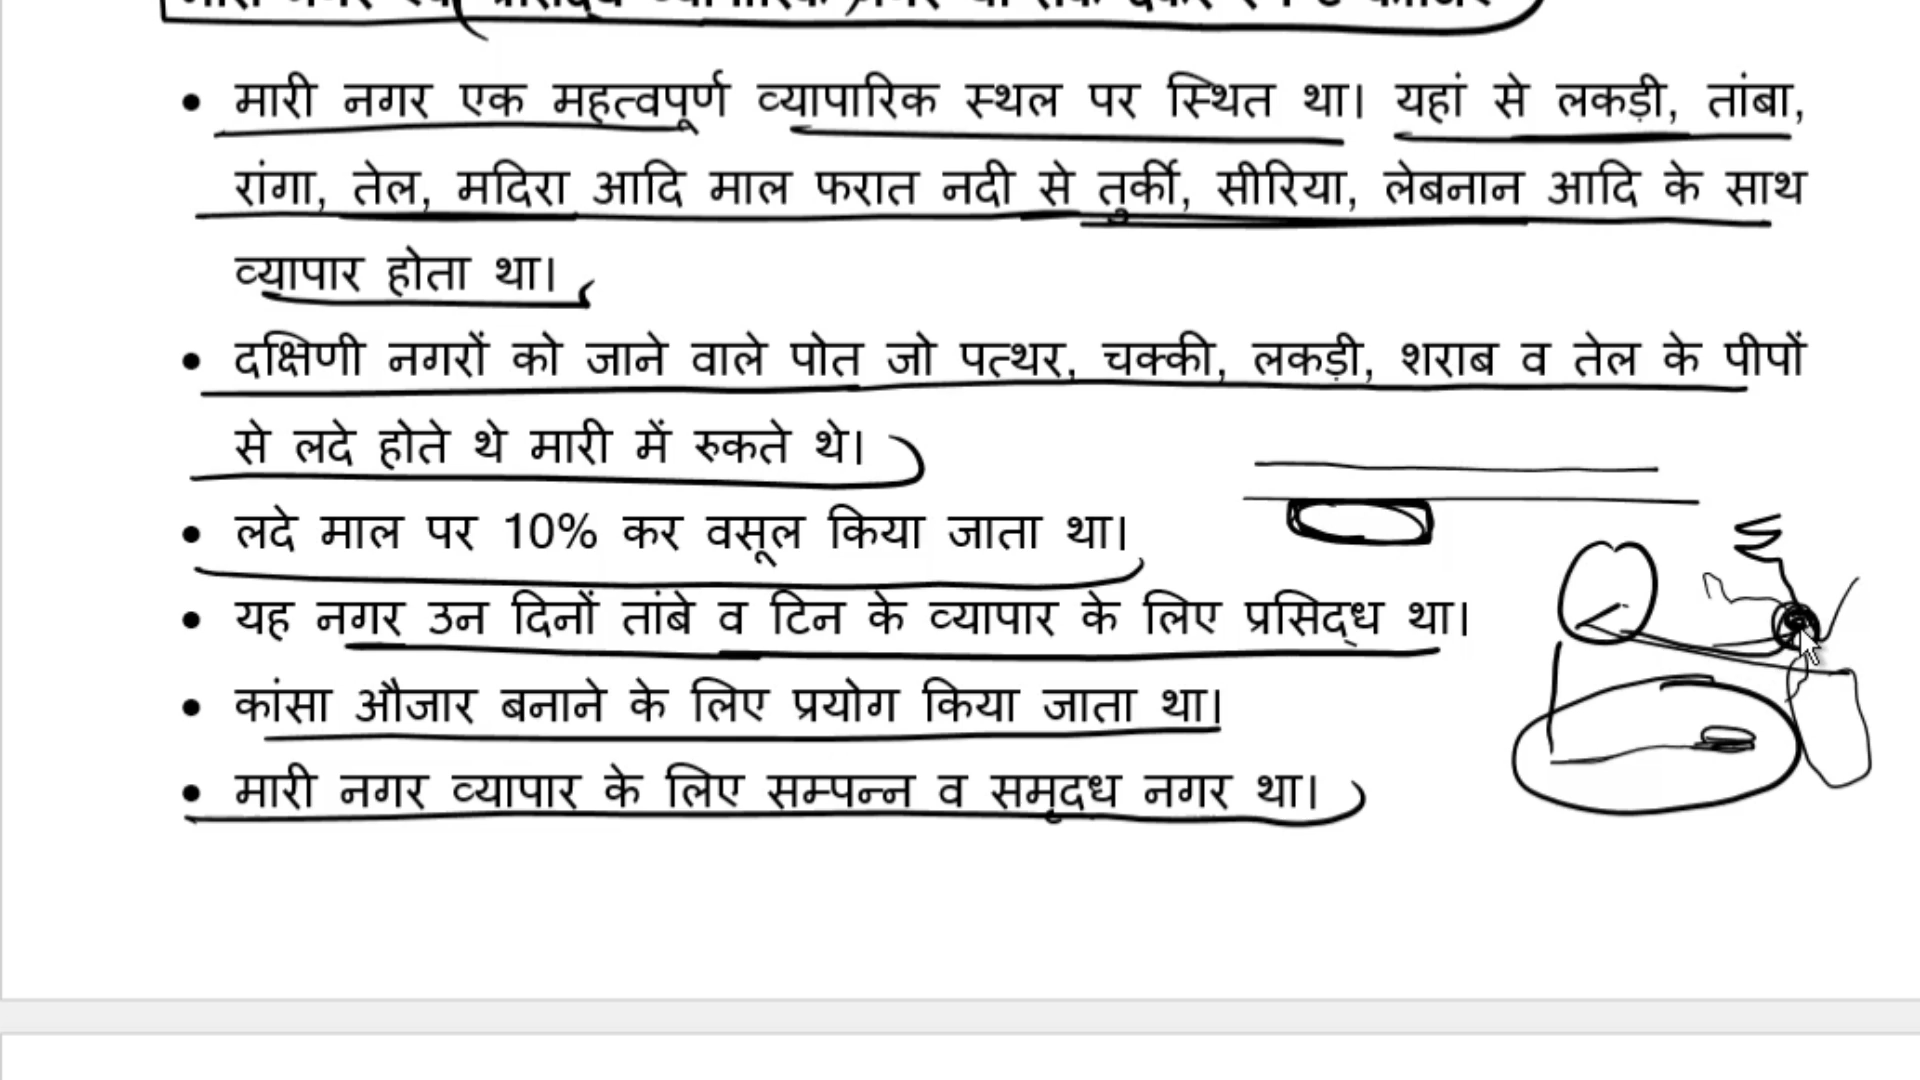 • मारी नगर एक महत्वपूर्ण व्यापारिक स्थल पर स्थित था। यहां से लकड़ी, तांबा,
रांगा, तेल, मदिरा आदि माल फरात नदी से तुर्की, सीरिया, लेबनान आदि के साथ
व्यापार होता था।
• दक्षिणी नगरों को जाने वाले पोत जो पत्थर, चक्की, लकड़ी, शराब व तेल के पीपों
से लदे होते थे मारी में रुकते थे।
• लदे माल पर 10% कर वसूल किया जाता था।
• यह नगर उन दिनों तांबे व टिन के व्यापार के लिए प्रसिद्ध था।
• कांसा औजार बनाने के लिए प्रयोग किया जाता था।
• मारी नगर व्यापार के लिए सम्पन्न व समृद्ध नगर था।